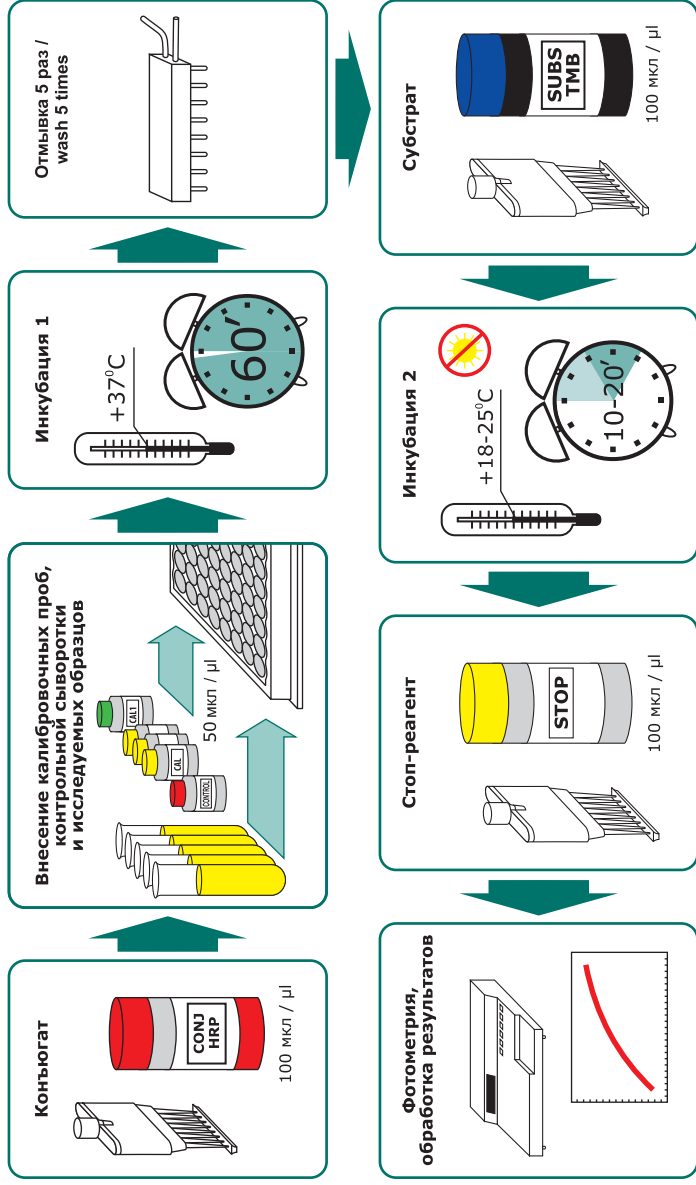 Конъюгат
CONJ
HRP
100 мкл / µl
Внесение калибровочных проб,
контрольной сыворотки
и исследуемых образцов
CAL1
CAL
CONTROL
50 мкл / µl
Инкубация 1
+37⁰C
60′
Отмывка 5 раз /
wash 5 times
Субстрат
SUBS
TMB
100 мкл / µl
Инкубация 2
+18-25⁰C
10-20′
Стоп-реагент
STOP
100 мкл / µl
Фотометрия,
обработка результатов